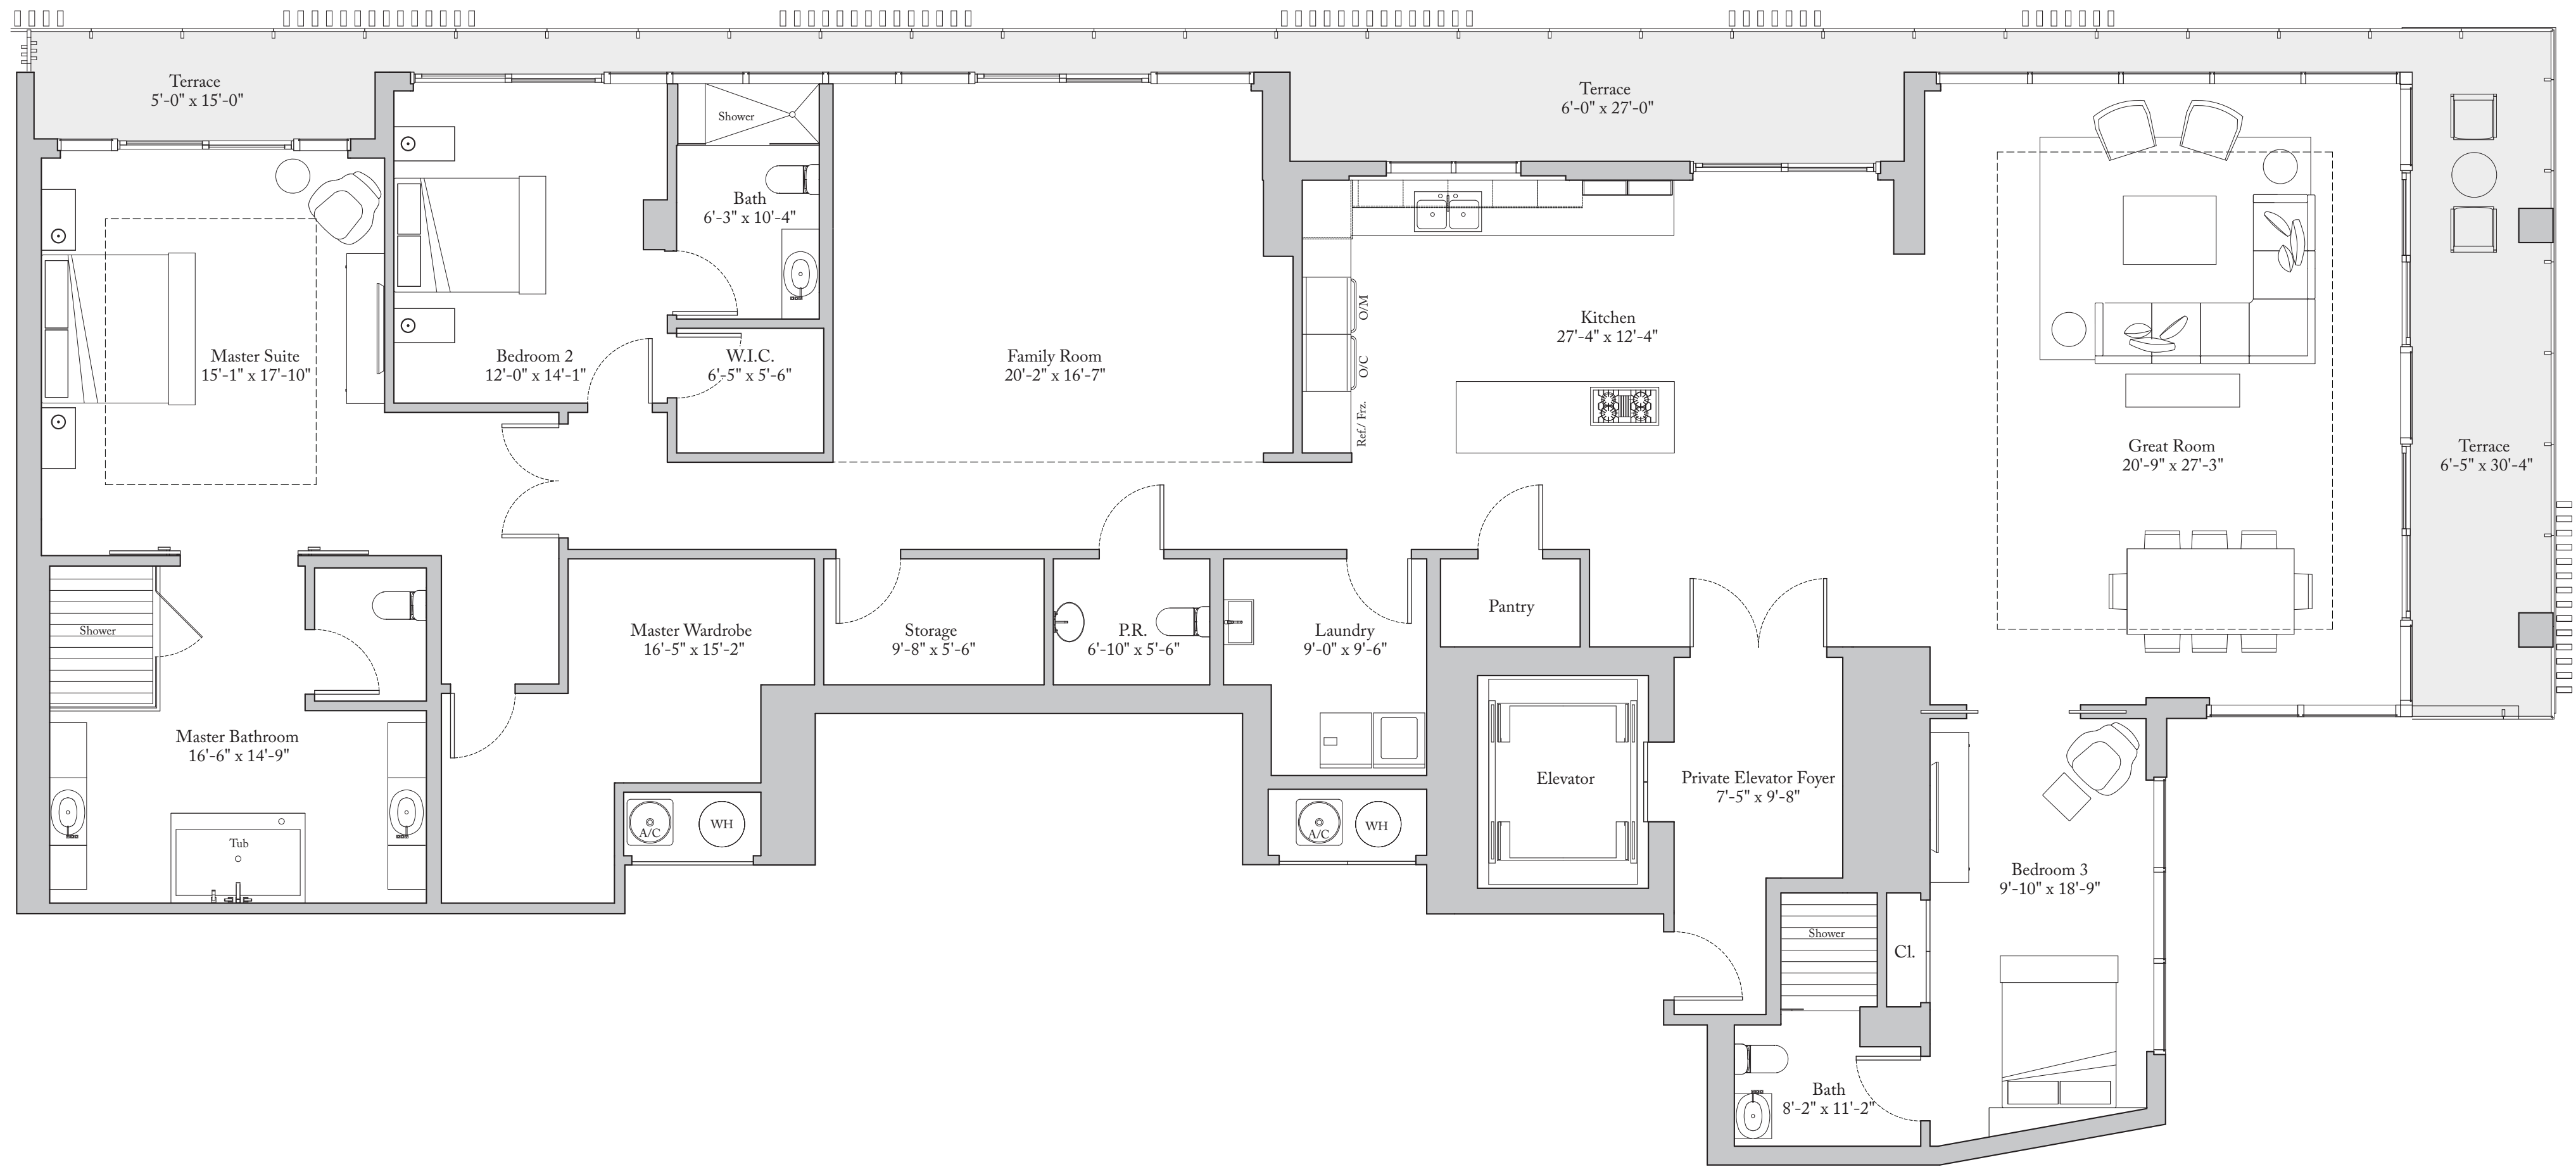 Terrace
5'-0" x 15'-0"
Terrace
6'-0" x 27'-0"
Shower
Bath
6'-3" x 10'-4"
Master Suite
15'-1" x 17'-10"
Bedroom 2
12'-0" x 14'-1"
W.I.C.
6'-5" x 5'-6"
Family Room
20'-2" x 16'-7"
O/M
O/C
Ref./ Frz.
Kitchen
27'-4" x 12'-4"
Great Room
20'-9" x 27'-3"
Terrace
6'-5" x 30'-4"
Shower
Master Wardrobe
16'-5" x 15'-2"
Storage
9'-8" x 5'-6"
P.R.
6'-10" x 5'-6"
Laundry
9'-0" x 9'-6"
Pantry
Master Bathroom
16'-6" x 14'-9"
Tub
A/C
WH
A/C
WH
Elevator
Private Elevator Foyer
7'-5" x 9'-8"
Bedroom 3
9'-10" x 18'-9"
Shower
Cl.
Bath
8'-2" x 11'-2"